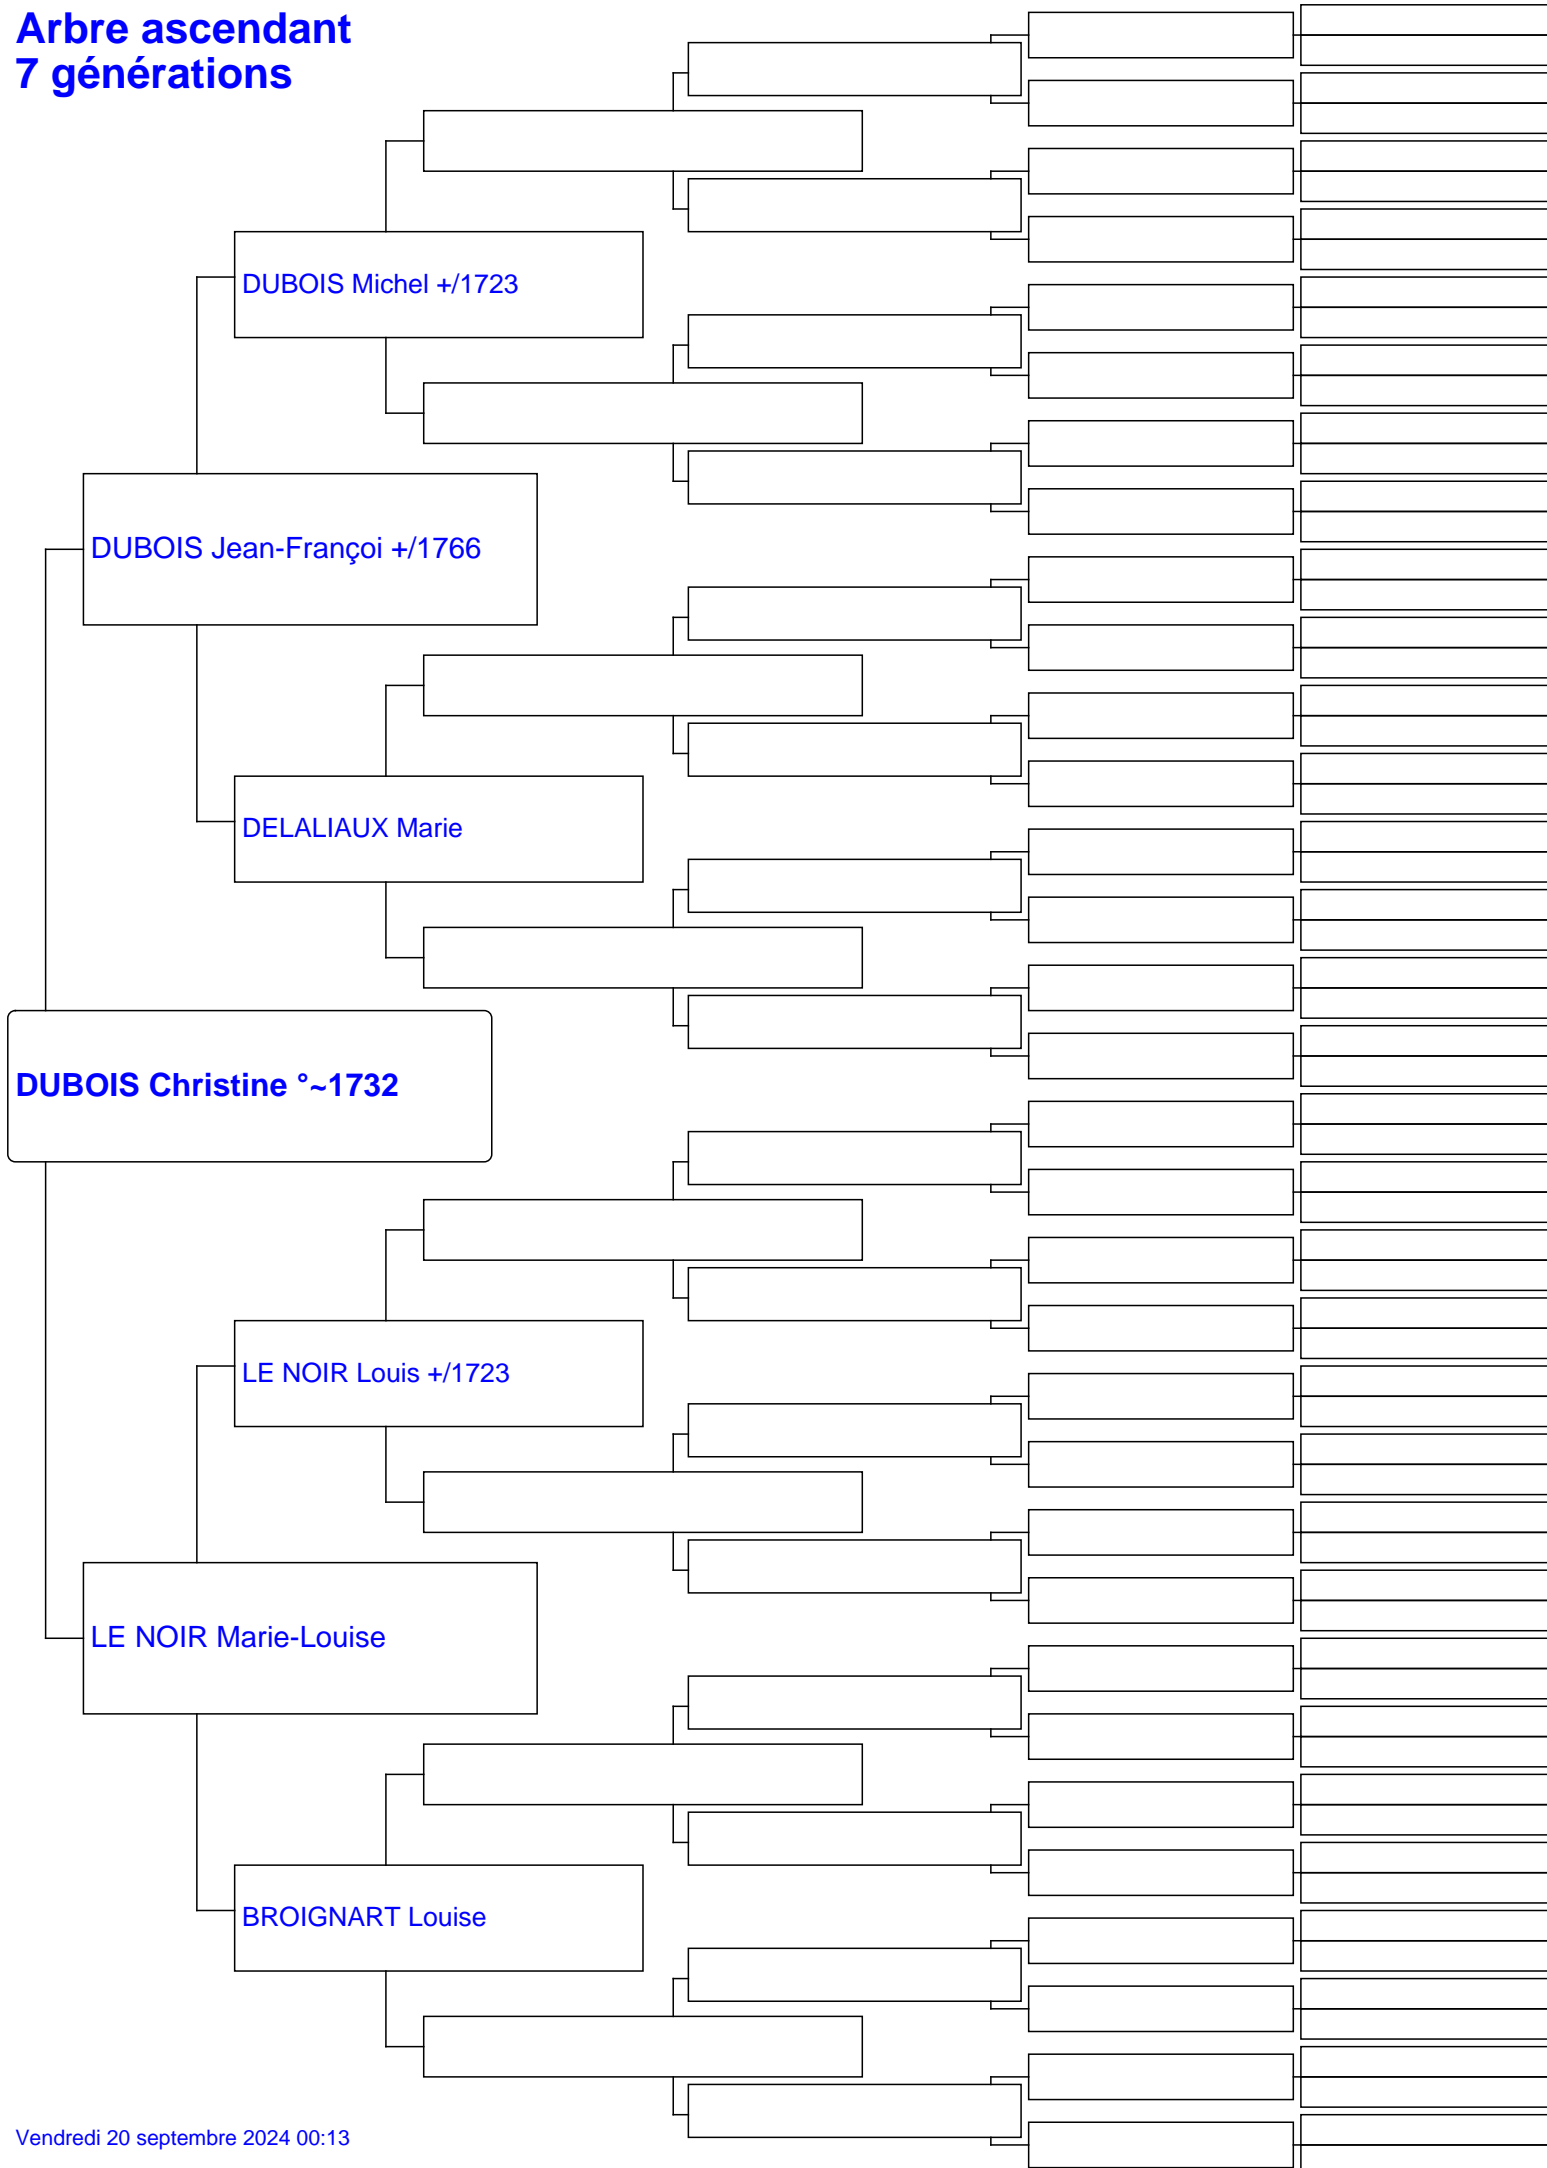 Arbre ascendant
7 générations
DUBOIS Michel +/1723
DUBOIS Jean-Françoi +/1766
DELALIAUX Marie
DUBOIS Christine °~1732
LE NOIR Louis +/1723
LE NOIR Marie-Louise
BROIGNART Louise
Vendredi 20 septembre 2024 00:13